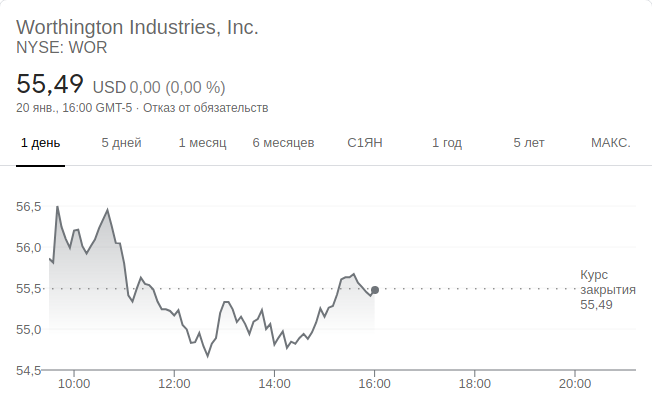 Worthington Industries, Inc.
NYSE: WOR
55,49 USD 0,00 (0,00 %)
20 янв., 16:00 GMT-5 · Отказ от обязательств
1 день 5 дней 1 месяц 6 месяцев С1ЯН 1 год 5 лет МАКС.
56,5
56,0
55,5
55,0
54,5
Курс
закрытия
55,49
10:00 12:00 14:00 16:00 18:00 20:00